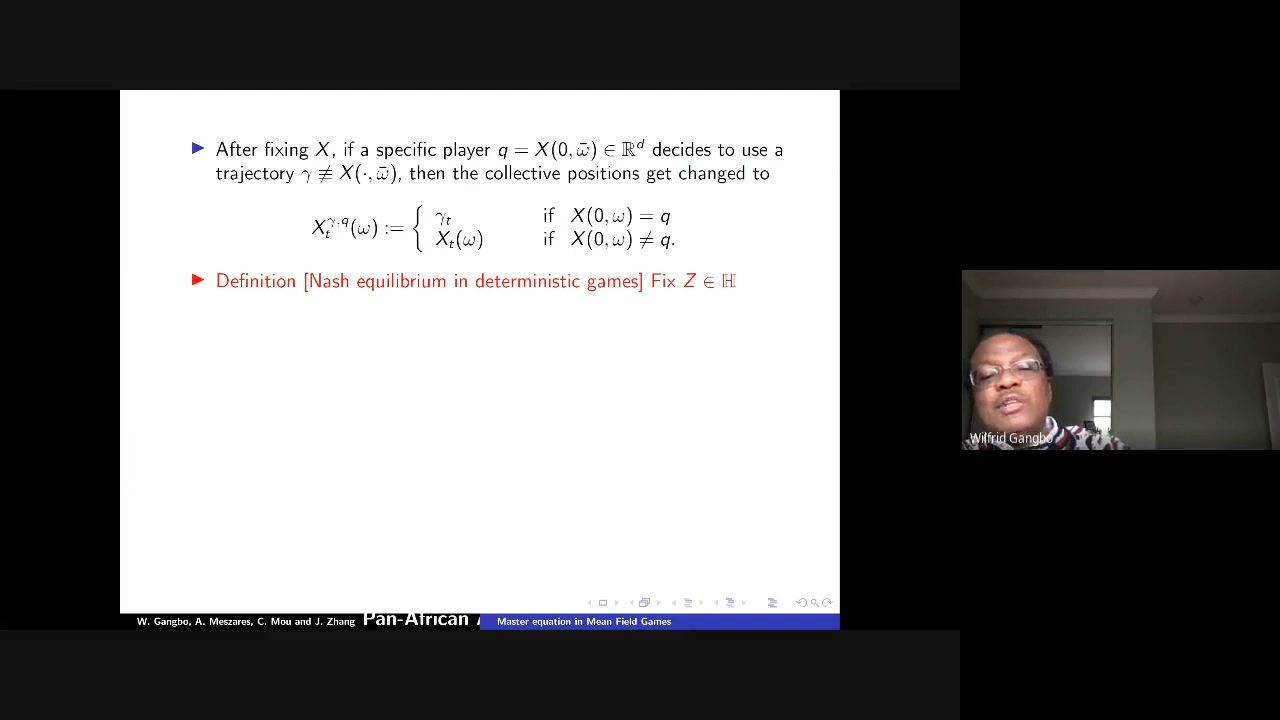 ▶ After fixing X, if a specific player q = X(0, ω̄) ∈ ℝ^d decides to use a
trajectory γ ≢ X(·, ω̄), then the collective positions get changed to
X_t^{γ,q}(ω) := { γ_t if X(0, ω) = q
X_t(ω) if X(0, ω) ≠ q.
▶ Definition [Nash equilibrium in deterministic games] Fix Z ∈ ℍ
Wilfrid Gangbo
W. Gangbo, A. Meszares, C. Mou and J. Zhang Pan-African Master equation in Mean Field Games